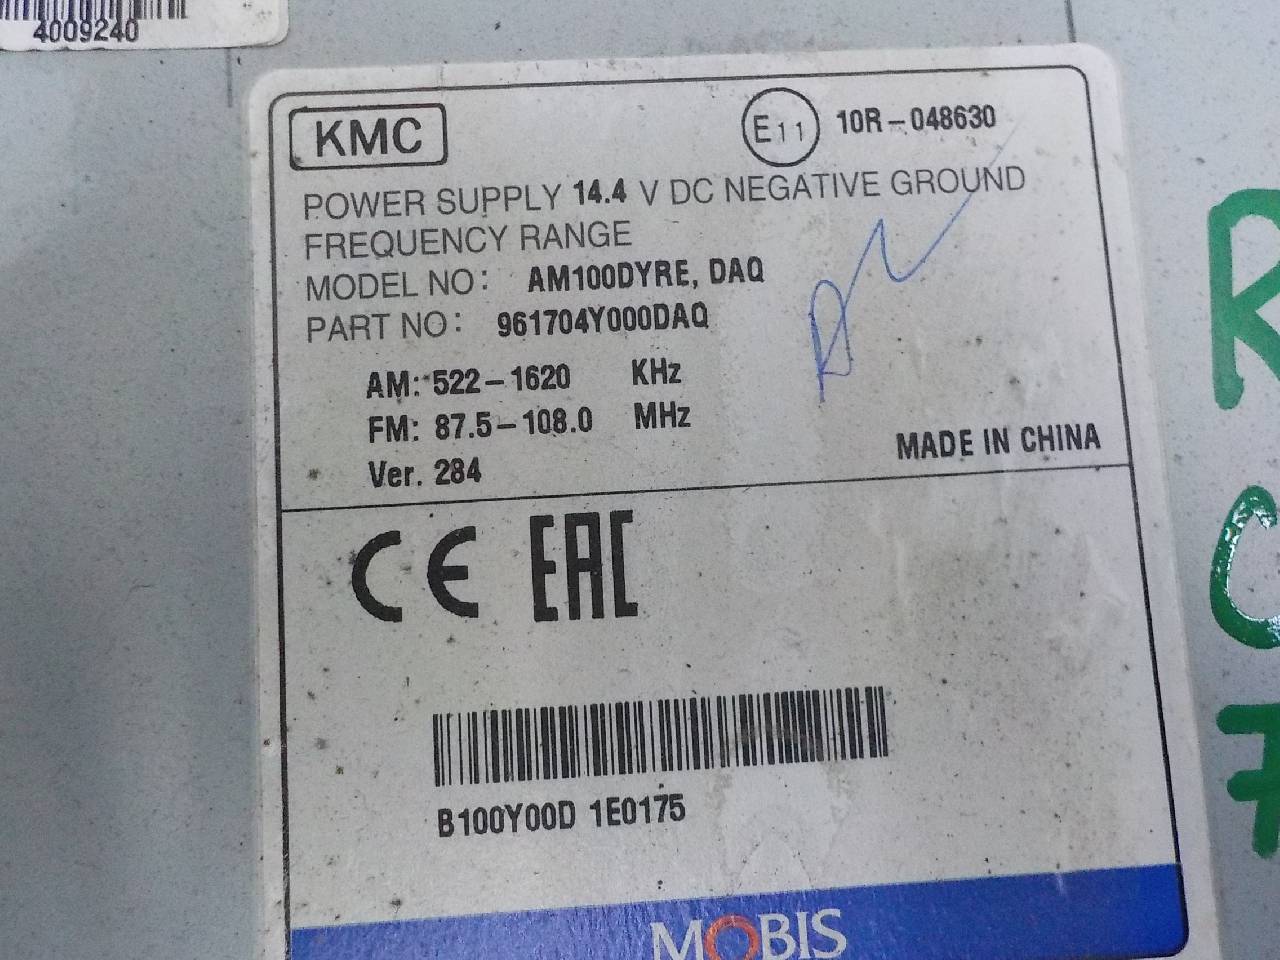 4009240
KMC
E11 10R-048630
POWER SUPPLY 14.4 V DC NEGATIVE GROUND
FREQUENCY RANGE
MODEL NO: AM100DYRE, DAQ
PART NO: 961704Y000DAQ
AM: 522-1620 KHz
FM: 87.5-108.0 MHz
Ver. 284
MADE IN CHINA
CE EAC
B100Y00D 1E0175
MOBIS
R
C
7